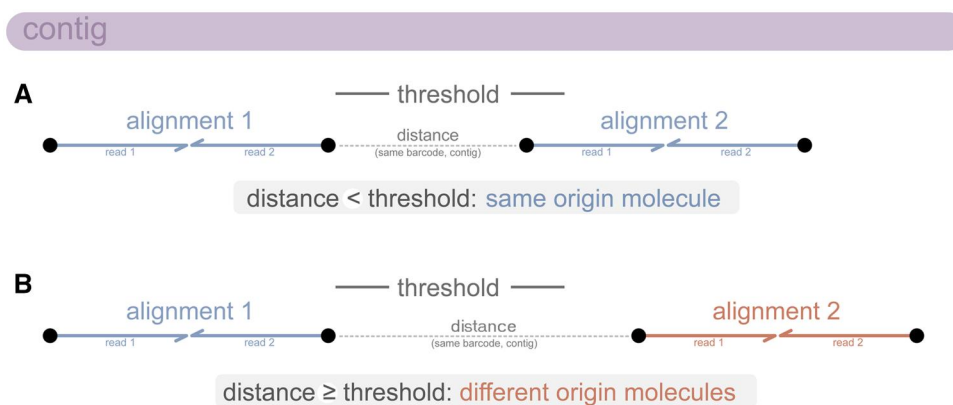 contig
A
threshold
alignment 1
alignment 2
distance
(same barcode, contig)
read 1
read 2
read 1
read 2
distance < threshold: same origin molecule
B
threshold
alignment 1
alignment 2
distance
(same barcode, contig)
read 1
read 2
read 1
read 2
distance ≥ threshold: different origin molecules